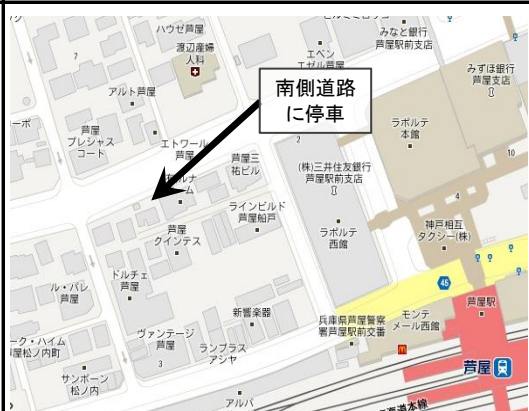 ハウゼ芦屋
渡辺産婦
人科
7
アルト芦屋
エベン
エゼル芦屋
みなと銀行
芦屋駅前支店
みずほ銀行
芦屋支店
南側道路
に停車
ラポルテ
本館
芦屋
プレシャス
コート
エトワール
芦屋
芦屋三
祐ビル
2
(株)三井住友銀行
芦屋駅前支店
10
4
ラインビルド
芦屋船戸
芦屋
クインテス
ラポルテ
西館
神戸相互
タクシー(株)
ドルチェ
芦屋
ル・パレ
芦屋
45
芦屋駅
新響楽器
兵庫県芦屋警察
署芦屋駅前交番
モンテ
メール西館
ヴァンテージ
芦屋
3
ランプラス
アシヤ
芦屋
サンボーン
松ノ内
アルパ